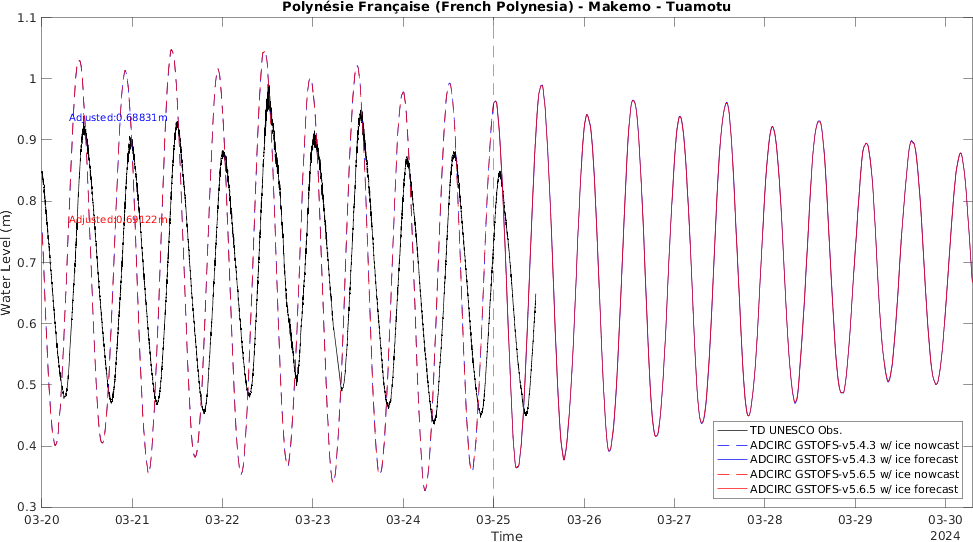 Polynésie Française (French Polynesia) - Makemo - Tuamotu
1.1
1
0.9
0.8
0.7
0.6
0.5
0.4
0.3
Water Level (m)
Adjusted:0.68831m
Adjusted:0.69122m
TD UNESCO Obs.
ADCIRC GSTOFS-v5.4.3 w/ ice nowcast
ADCIRC GSTOFS-v5.4.3 w/ ice forecast
ADCIRC GSTOFS-v5.6.5 w/ ice nowcast
ADCIRC GSTOFS-v5.6.5 w/ ice forecast
03-20 03-21 03-22 03-23 03-24 03-25 03-26 03-27 03-28 03-29 03-30
Time
2024